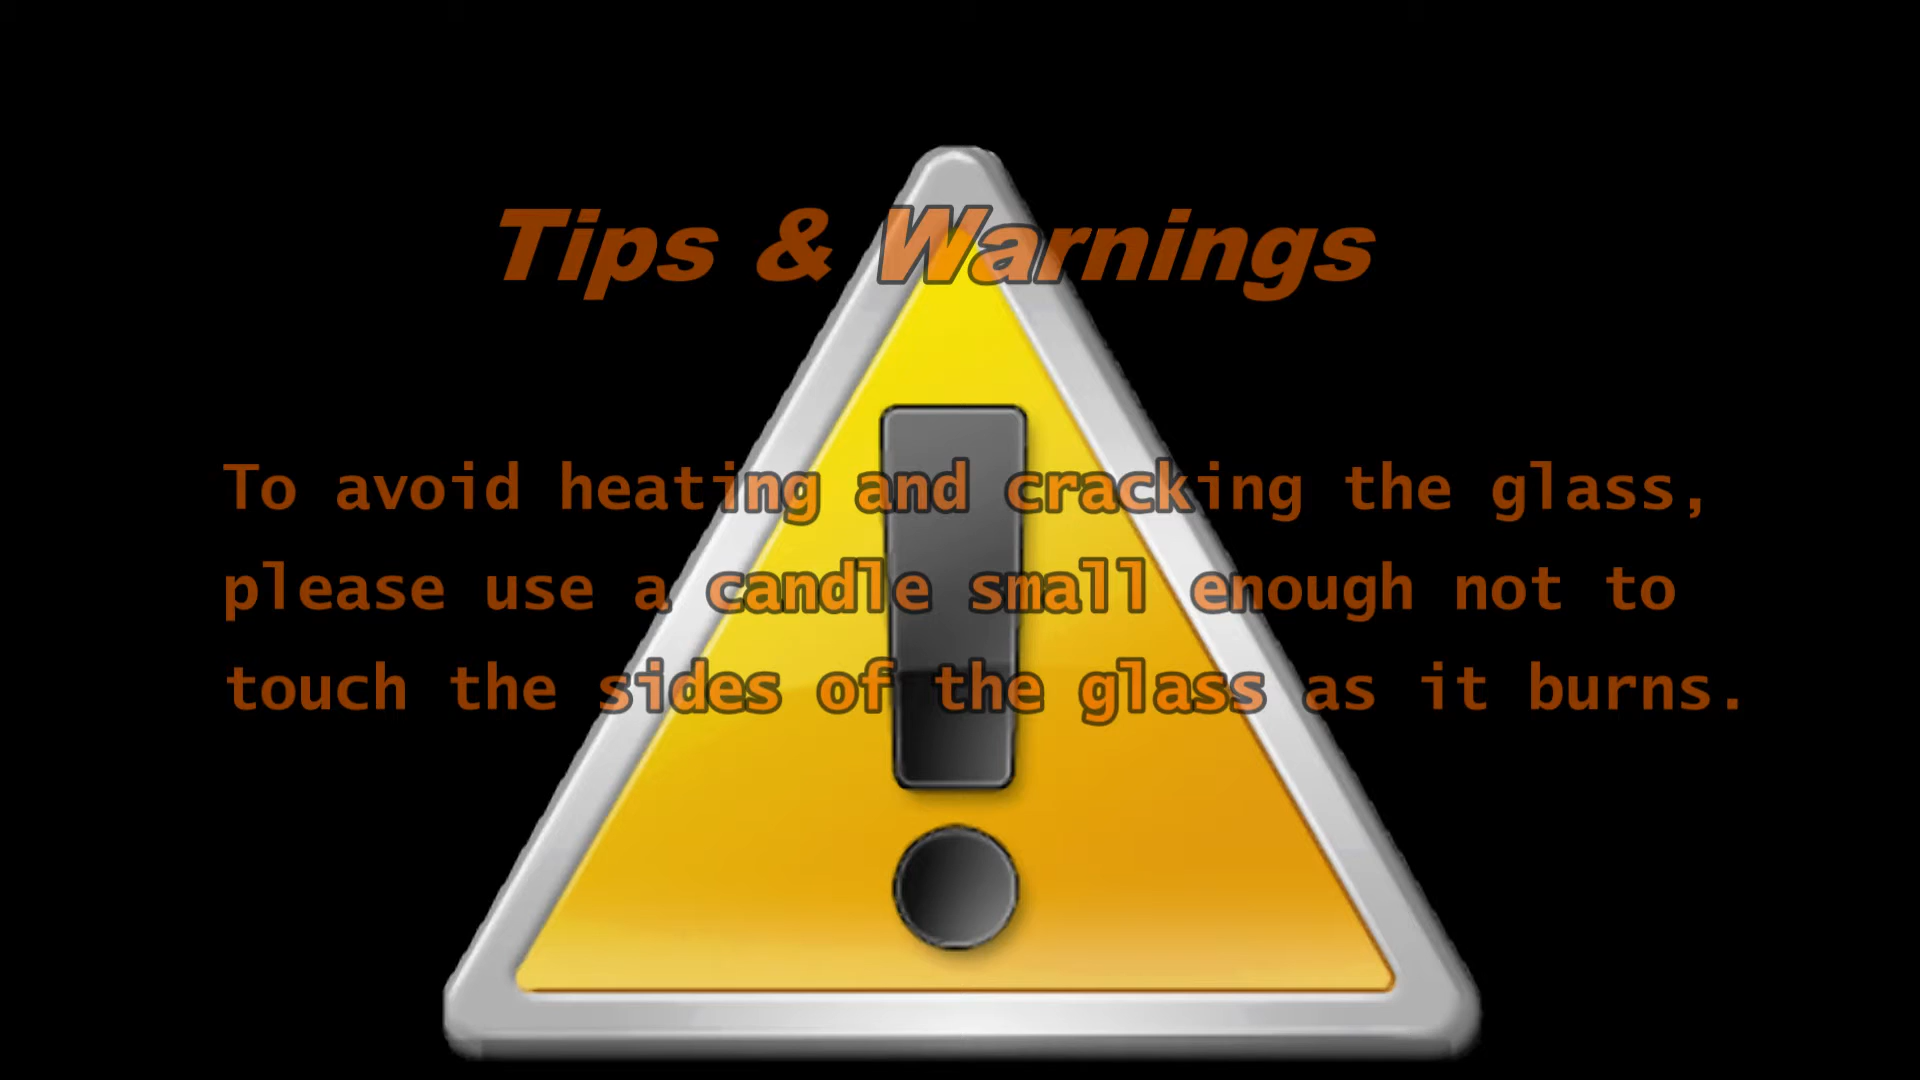 Tips & Warnings
To avoid heating and cracking the glass,
please use a candle small enough not to
touch the sides of the glass as it burns.